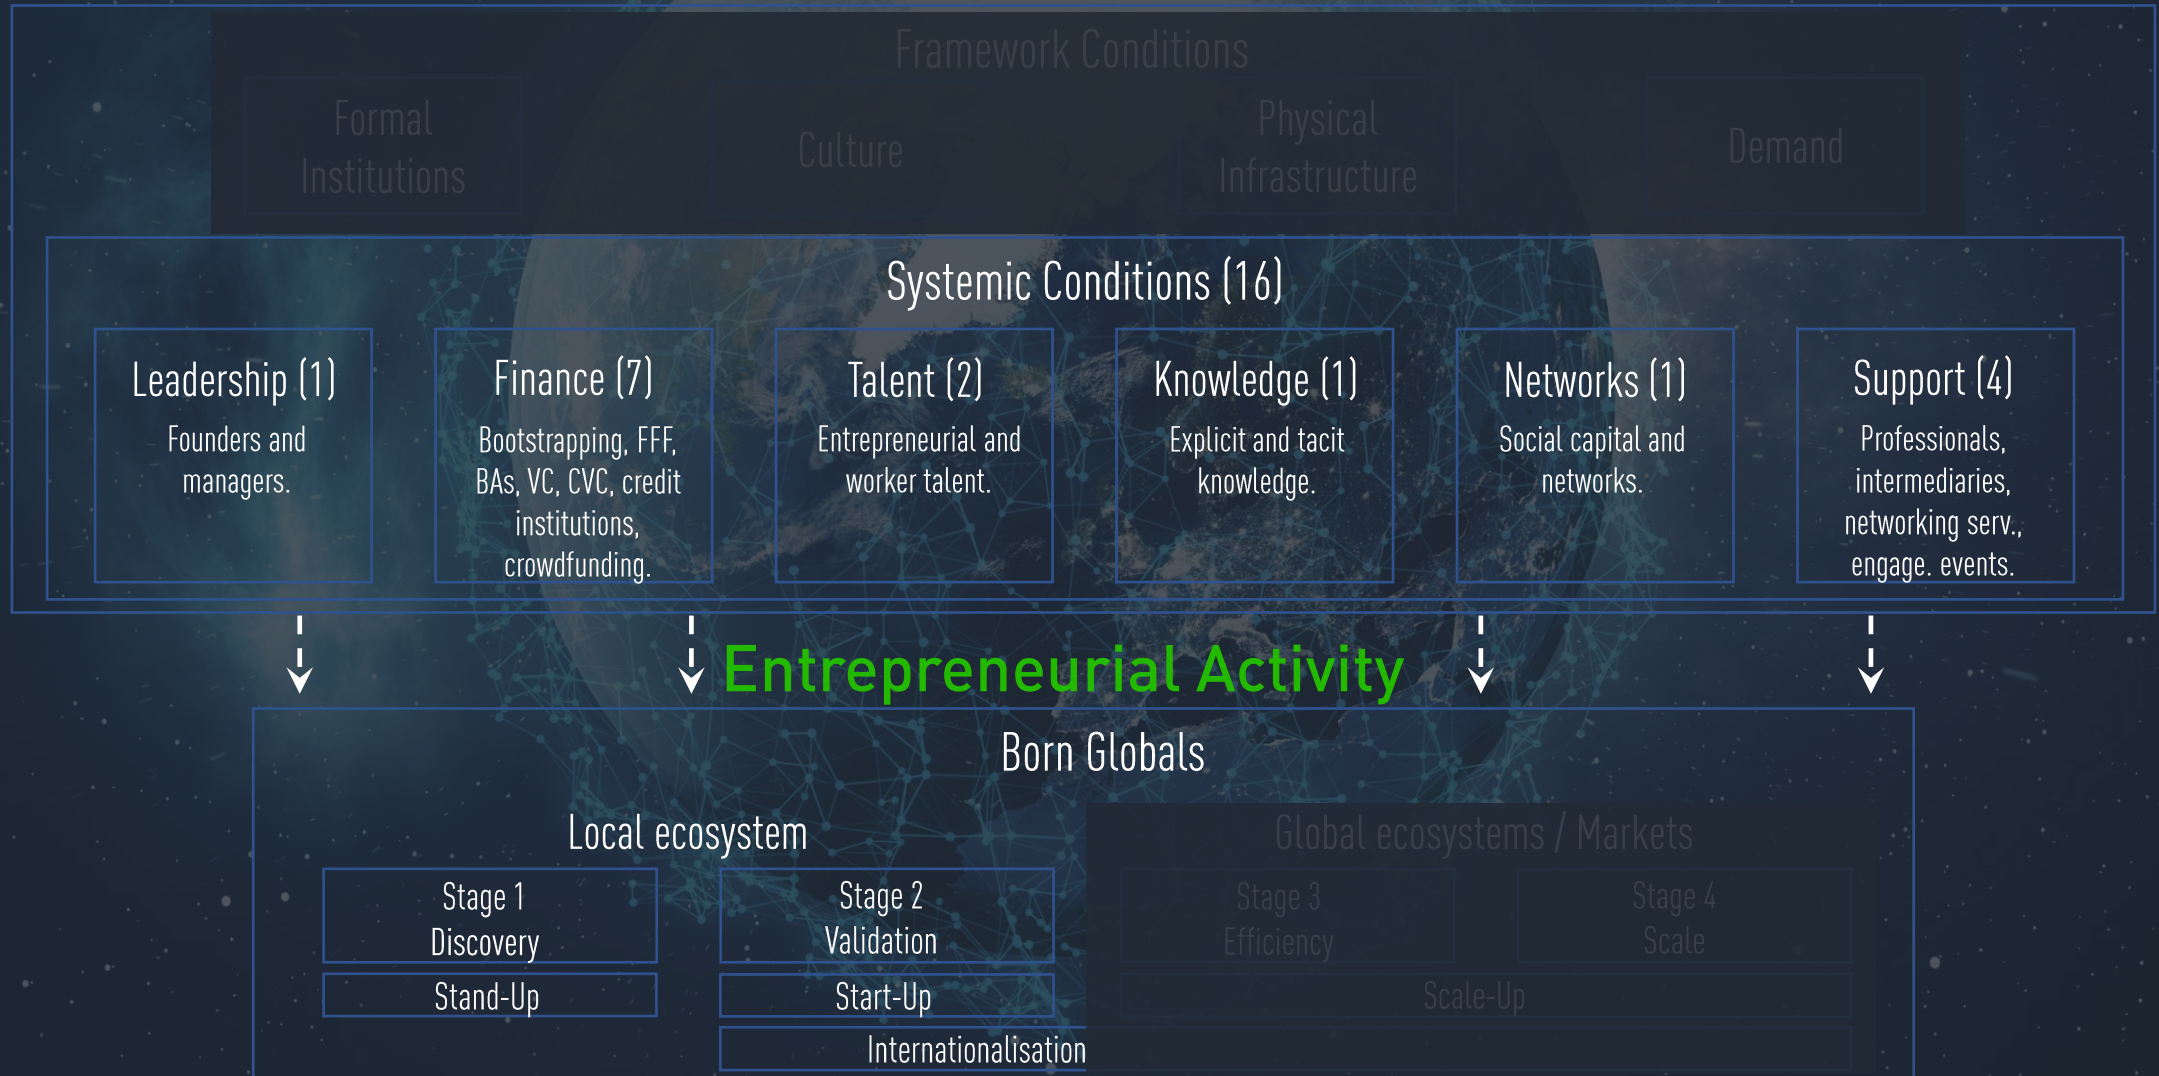 Framework Conditions
Formal
Institutions
Culture
Physical
Infrastructure
Demand
Systemic Conditions (16)
Leadership (1)
Founders and
managers.
Finance (7)
Bootstrapping, FFF,
BAs, VC, CVC, credit
institutions,
crowdfunding.
Talent (2)
Entrepreneurial and
worker talent.
Knowledge (1)
Explicit and tacit
knowledge.
Networks (1)
Social capital and
networks.
Support (4)
Professionals,
intermediaries,
networking serv.,
engage. events.
Entrepreneurial Activity
Born Globals
Local ecosystem
Global ecosystems / Markets
Stage 1
Discovery
Stage 2
Validation
Stage 3
Efficiency
Stage 4
Scale
Stand-Up
Start-Up
Scale-Up
Internationalisation